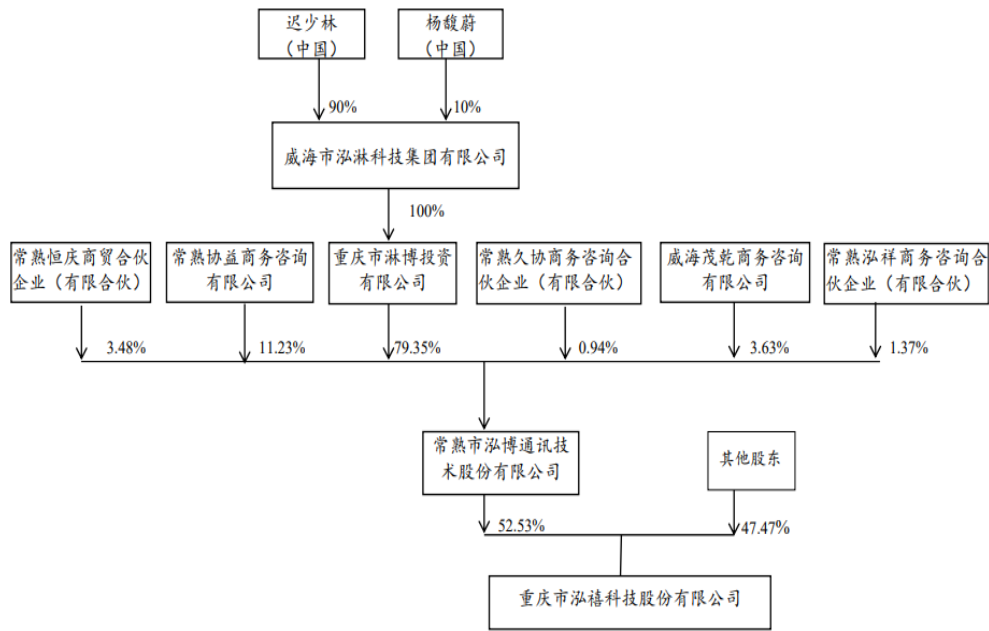 迟少林
（中国）
杨馥蔚
（中国）
90%
10%
威海市泓淋科技集团有限公司
100%
常熟恒庆商贸合伙
企业（有限合伙）
常熟协益商务咨询
有限公司
重庆市淋博投资
有限公司
常熟久协商务咨询合
伙企业（有限合伙）
威海茂乾商务咨询
有限公司
常熟泓祥商务咨询合
伙企业（有限合伙）
3.48%
11.23%
79.35%
0.94%
3.63%
1.37%
常熟市泓博通讯技
术股份有限公司
其他股东
52.53%
47.47%
重庆市泓禧科技股份有限公司